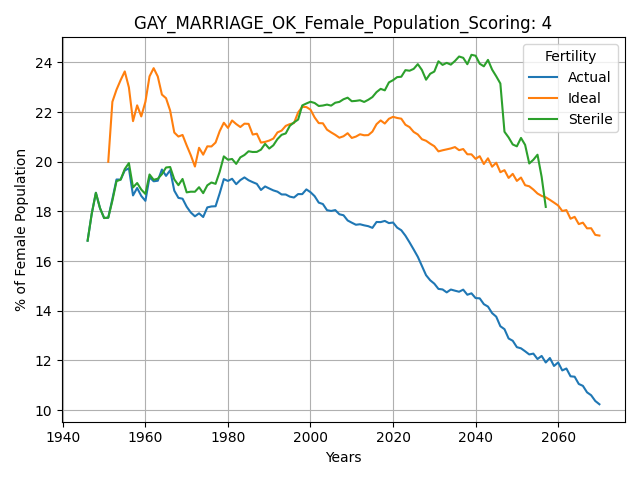 GAY_MARRIAGE_OK_Female_Population_Scoring: 4
% of Female Population
24
22
20
18
16
14
12
10
Fertility
Actual
Ideal
Sterile
1940 1960 1980 2000 2020 2040 2060
Years